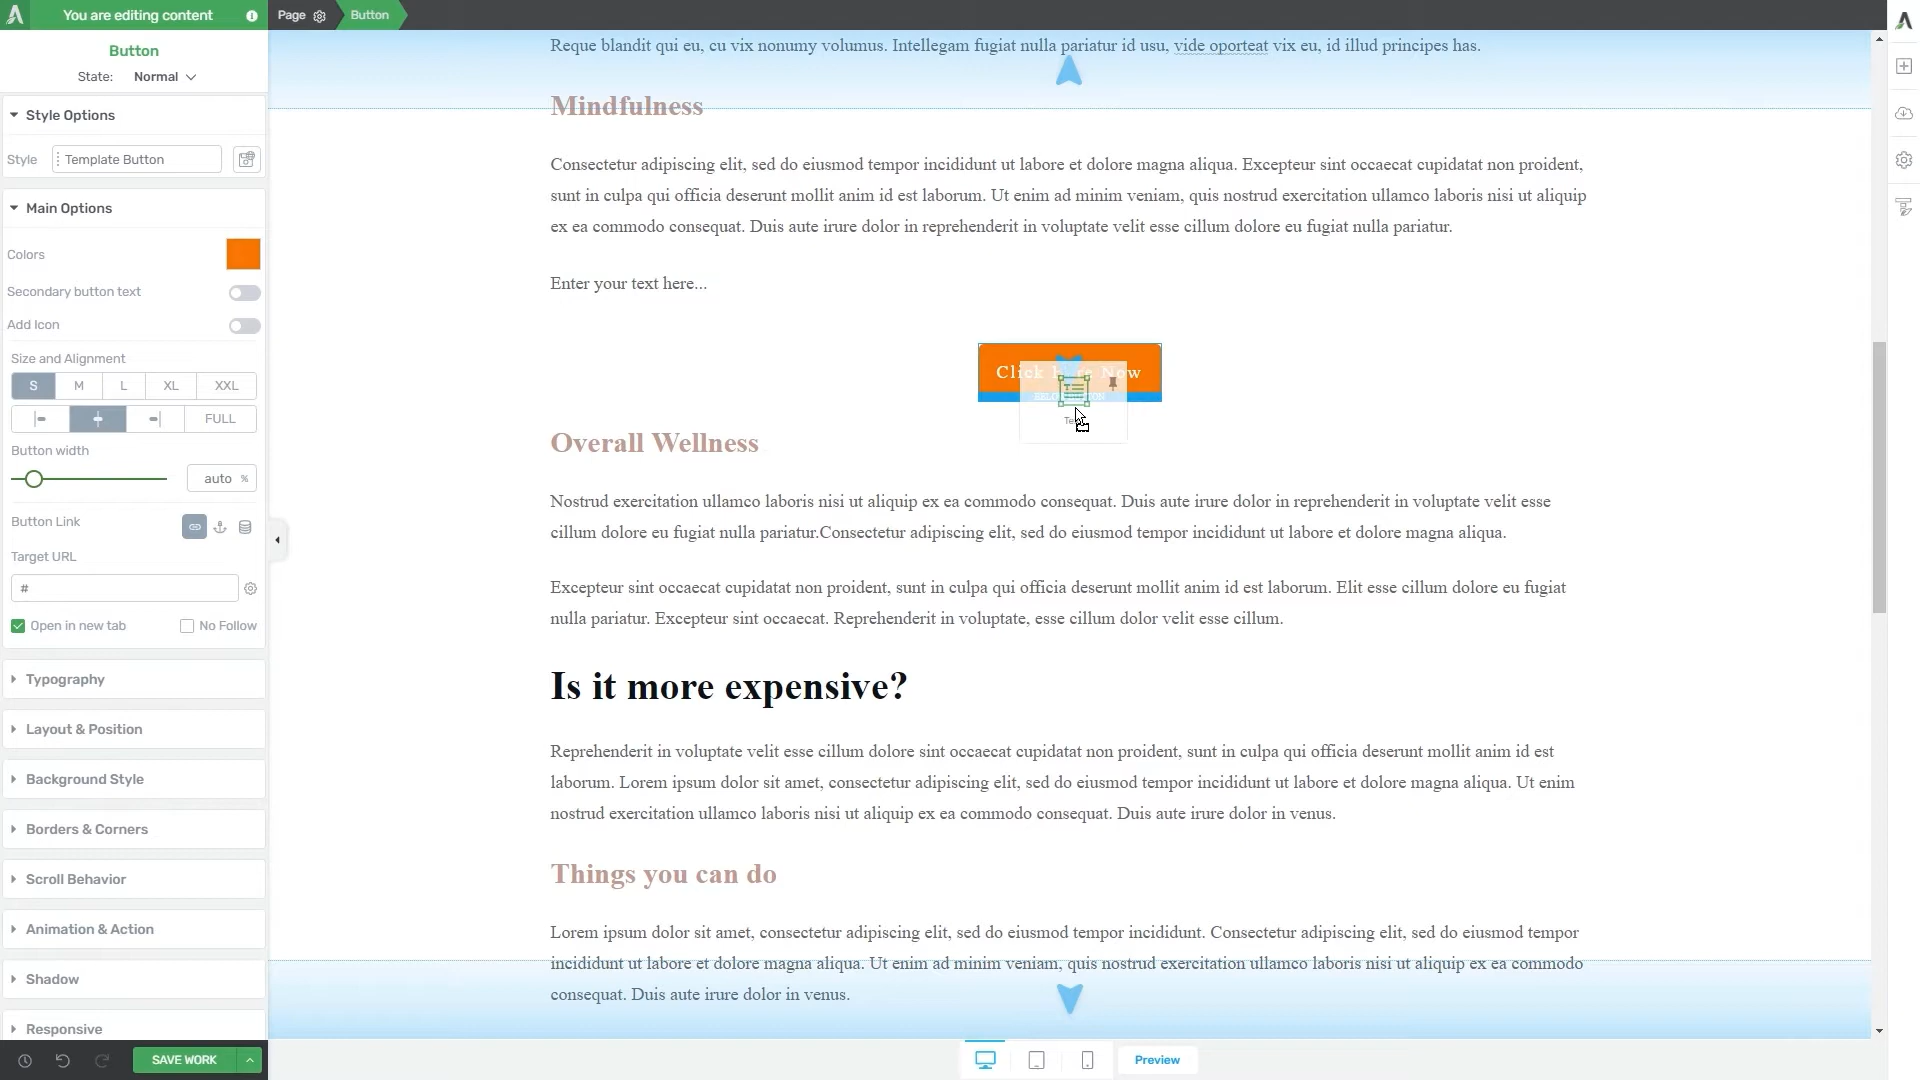 You are editing content
Page
Button
Button
State: Normal
Style Options
Style Template Button
Main Options
Colors
Secondary button text
Add Icon
Size and Alignment
S M L XL XXL
FULL
Button width
auto %
Button Link
Target URL
#
Open in new tab No Follow
Typography
Layout & Position
Background Style
Borders & Corners
Scroll Behavior
Animation & Action
Shadow
Responsive
SAVE WORK
Reque blandit qui eu, cu vix nonumy volumus. Intellegam fugiat nulla pariatur id usu, vide oporteat vix eu, id illud principes has.
Mindfulness
Consectetur adipiscing elit, sed do eiusmod tempor incididunt ut labore et dolore magna aliqua. Excepteur sint occaecat cupidatat non proident,
sunt in culpa qui officia deserunt mollit anim id est laborum. Ut enim ad minim veniam, quis nostrud exercitation ullamco laboris nisi ut aliquip
ex ea commodo consequat. Duis aute irure dolor in reprehenderit in voluptate velit esse cillum dolore eu fugiat nulla pariatur.
Enter your text here...
Click Now
Overall Wellness
Nostrud exercitation ullamco laboris nisi ut aliquip ex ea commodo consequat. Duis aute irure dolor in reprehenderit in voluptate velit esse
cillum dolore eu fugiat nulla pariatur.Consectetur adipiscing elit, sed do eiusmod tempor incididunt ut labore et dolore magna aliqua.
Excepteur sint occaecat cupidatat non proident, sunt in culpa qui officia deserunt mollit anim id est laborum. Elit esse cillum dolore eu fugiat
nulla pariatur. Excepteur sint occaecat. Reprehenderit in voluptate, esse cillum dolor velit esse cillum.
Is it more expensive?
Reprehenderit in voluptate velit esse cillum dolore sint occaecat cupidatat non proident, sunt in culpa qui officia deserunt mollit anim id est
laborum. Lorem ipsum dolor sit amet, consectetur adipiscing elit, sed do eiusmod tempor incididunt ut labore et dolore magna aliqua. Ut enim
nostrud exercitation ullamco laboris nisi ut aliquip ex ea commodo consequat. Duis aute irure dolor in venus.
Things you can do
Lorem ipsum dolor sit amet, consectetur adipiscing elit, sed do eiusmod tempor incididunt. Consectetur adipiscing elit, sed do eiusmod tempor
incididunt ut labore et dolore magna aliqua. Ut enim ad minim veniam, quis nostrud exercitation ullamco laboris nisi ut aliquip ex ea commodo
consequat. Duis aute irure dolor in venus.
Preview